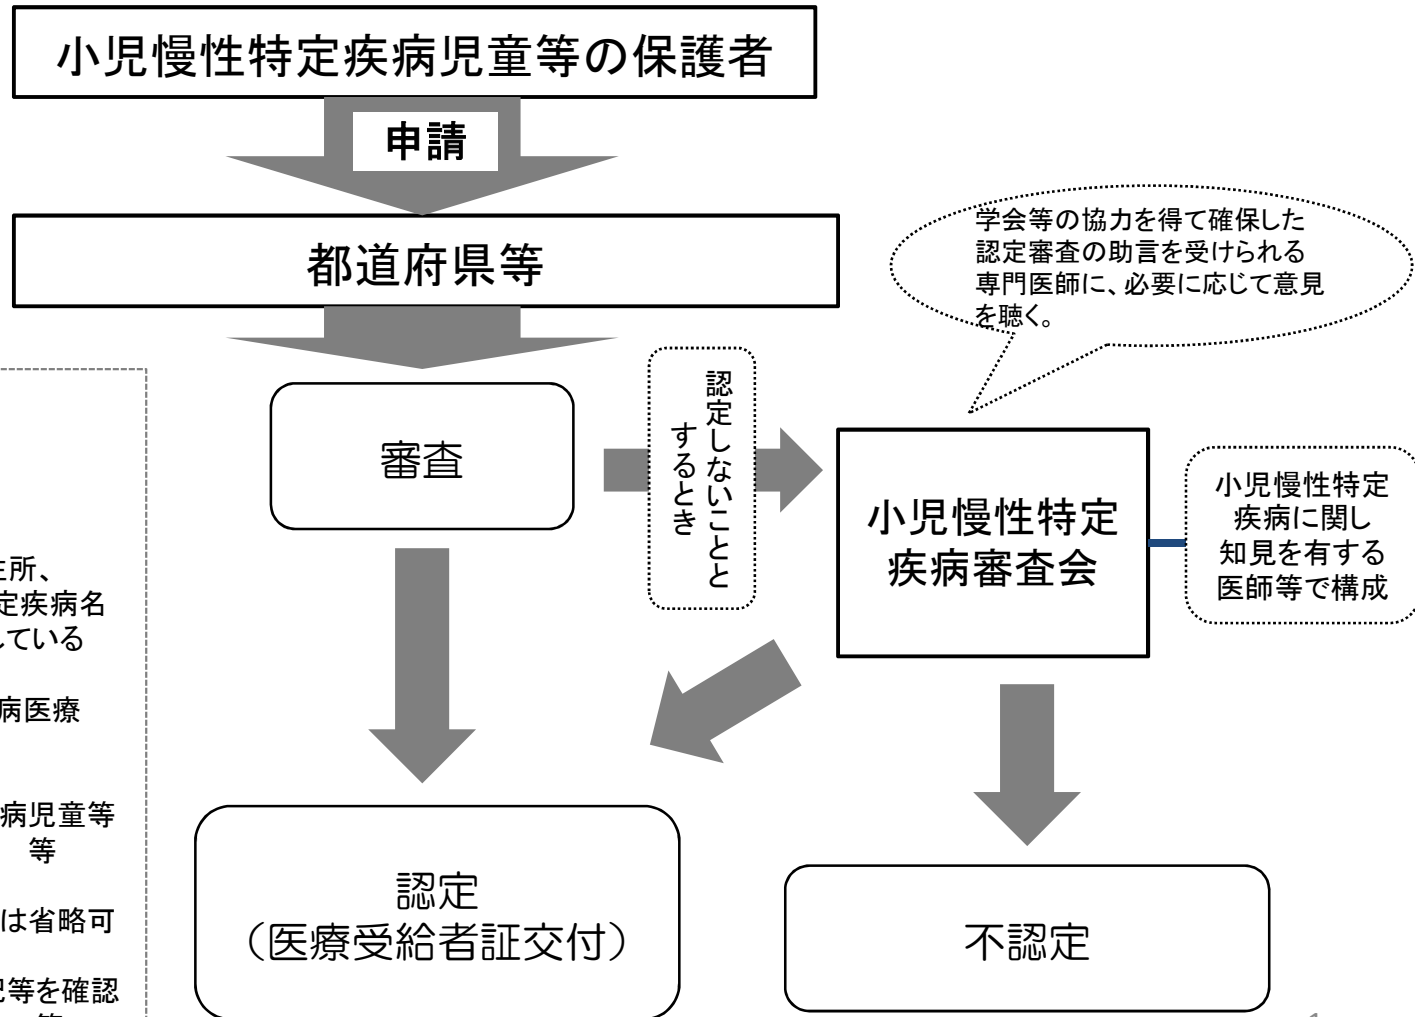 小児慢性特定疾病児童等の保護者
申請
都道府県等
学会等の協力を得て確保した
認定審査の助言を受けられる
専門医師に、必要に応じて意見
を聴く。
審査
認定しないことと
するとき
小児慢性特定
疾病審査会
小児慢性特定
疾病に関し
知見を有する
医師等で構成
住所、
定疾病名
している
病医療
病児童等
等
は省略可
等を確認
認定
（医療受給者証交付）
不認定